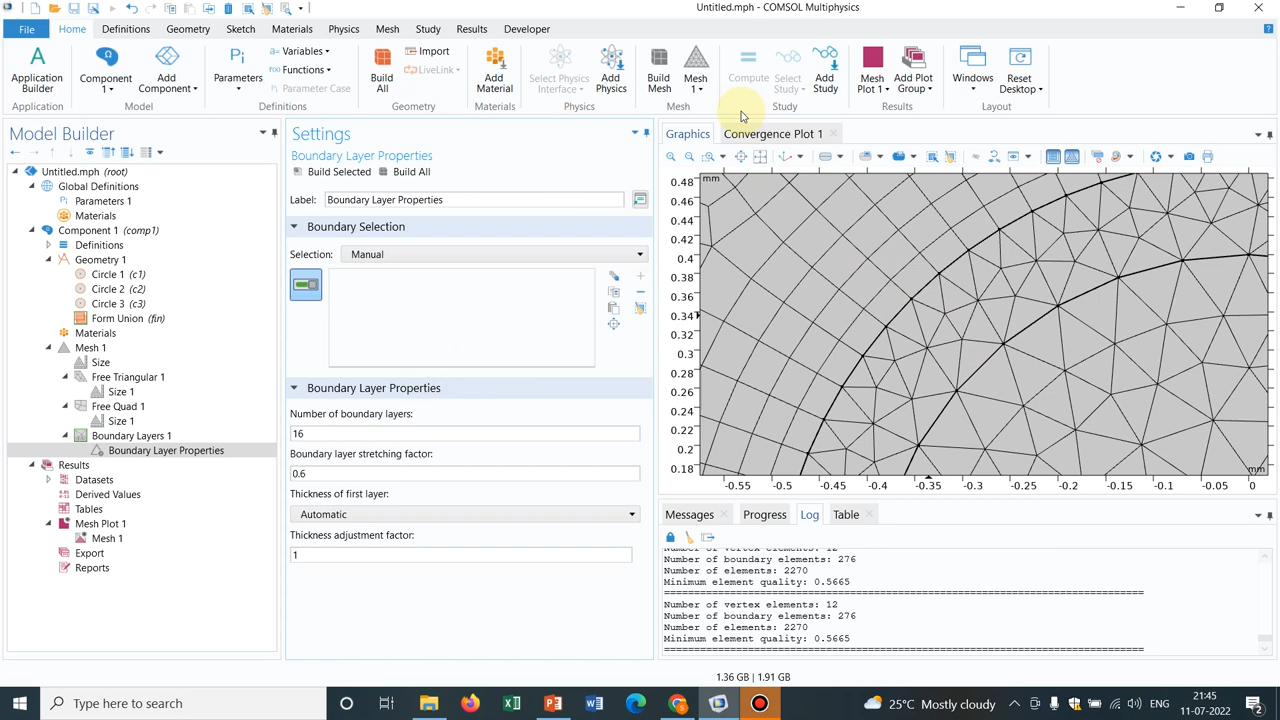 Untitled.mph - COMSOL Multiphysics
File Home Definitions Sketch Materials Physics Mesh Study Results Developer
Geometry
Application Builder
Application
Component 1
Add Component
Model
Parameters
Variables
Functions
Parameter Case
Definitions
Build All
Import
LiveLink
Geometry
Add Material
Materials
Select Physics Interface
Add Physics
Physics
Build Mesh
Mesh 1
Mesh
Compute
Select Study
Add Study
Study
Mesh Plot 1
Add Plot Group
Results
Windows
Reset Desktop
Layout
Model Builder
Untitled.mph (root)
Global Definitions
Parameters 1
Materials
Component 1 (comp1)
Definitions
Geometry 1
Circle 1 (c1)
Circle 2 (c2)
Circle 3 (c3)
Form Union (fin)
Materials
Mesh 1
Size
Free Triangular 1
Size 1
Free Quad 1
Size 1
Boundary Layers 1
Boundary Layer Properties
Results
Datasets
Derived Values
Tables
Mesh Plot 1
Mesh 1
Export
Reports
Settings
Boundary Layer Properties
Build Selected Build All
Label: Boundary Layer Properties
Boundary Selection
Selection: Manual
Boundary Layer Properties
Number of boundary layers:
16
Boundary layer stretching factor:
0.6
Thickness of first layer:
Automatic
Thickness adjustment factor:
1
Graphics Convergence Plot 1
mm
0.48
0.46
0.44
0.42
0.4
0.38
0.36
0.34
0.32
0.3
0.28
0.26
0.24
0.22
0.2
0.18
mm
-0.55 -0.5 -0.45 -0.4 -0.35 -0.3 -0.25 -0.2 -0.15 -0.1 -0.05 0
Messages Progress Log Table
Number of vertex elements: 12
Number of boundary elements: 276
Number of elements: 2270
Minimum element quality: 0.5665
Number of vertex elements: 12
Number of boundary elements: 276
Number of elements: 2270
Minimum element quality: 0.5665
1.36 GB | 1.91 GB
Type here to search
25°C Mostly cloudy
ENG
21:45
11-07-2022
2